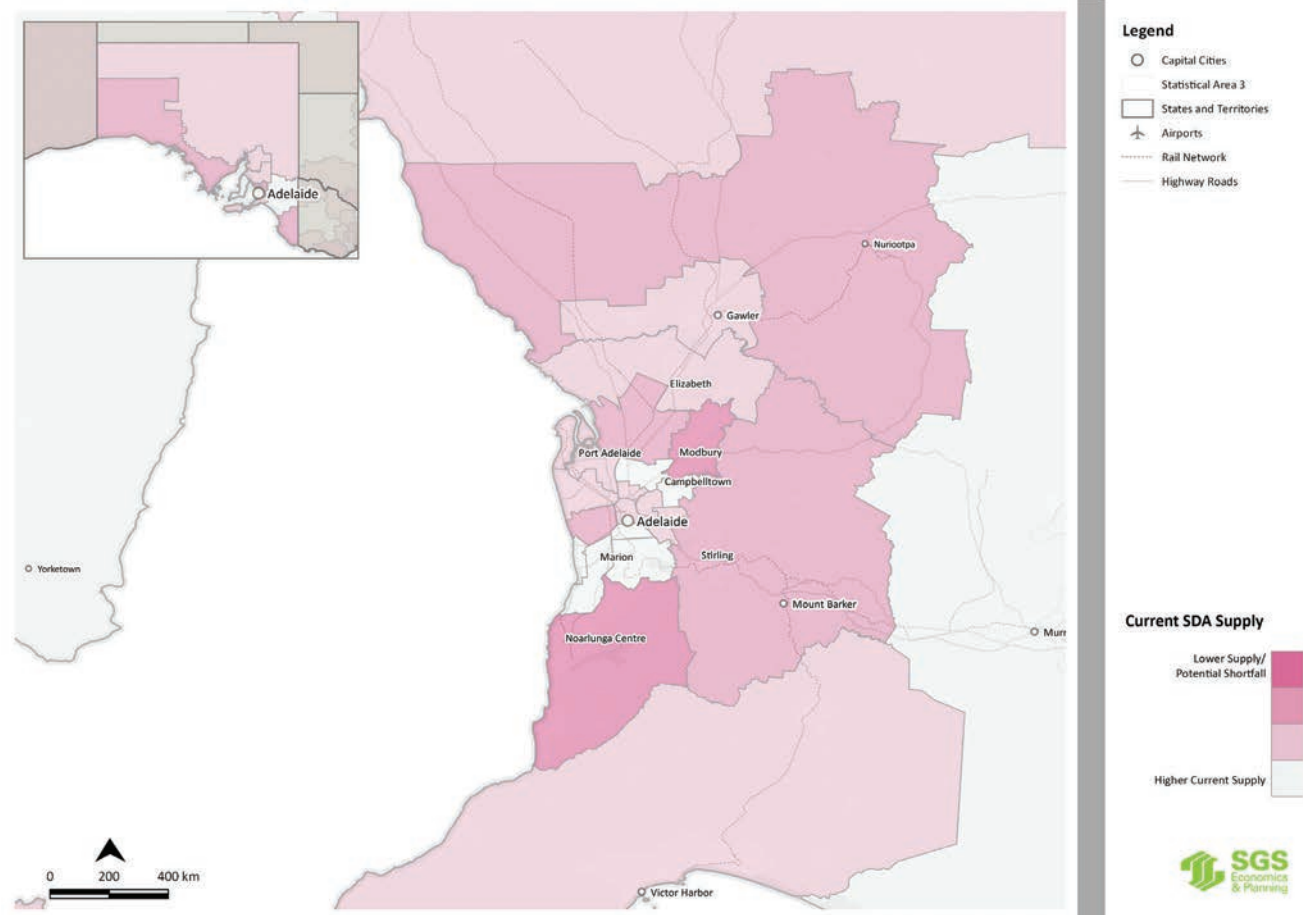 Adelaide
Nuriootpa
Gawler
Elizabeth
Port Adelaide
Modbury
Campbelltown
Adelaide
Marion
Stirling
Yorketown
Mount Barker
Noarlunga Centre
Murr
Victor Harbor
0 200 400 km
Legend
Capital Cities
Statistical Area 3
States and Territories
Airports
Rail Network
Highway Roads
Current SDA Supply
Lower Supply/
Potential Shortfall
Higher Current Supply
SGS
Economics
& Planning